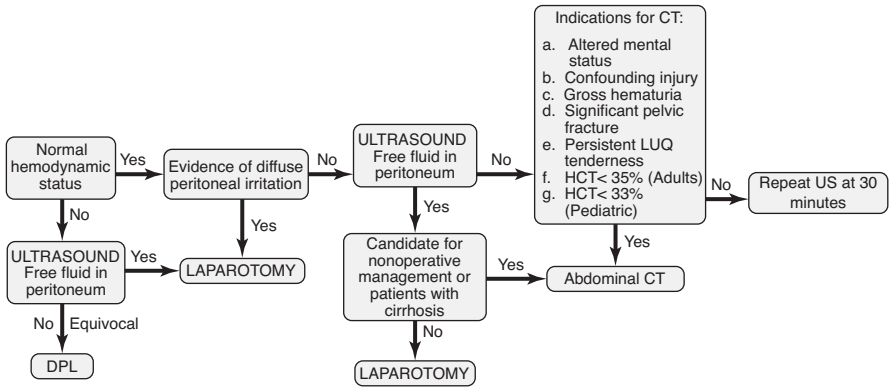 Normal
hemodynamic
status
Yes
Evidence of diffuse
peritoneal irritation
No
ULTRASOUND
Free fluid in
peritoneum
No
Indications for CT:
a. Altered mental
status
b. Confounding injury
c. Gross hematuria
d. Significant pelvic
fracture
e. Persistent LUQ
tenderness
f. HCT< 35% (Adults)
g. HCT< 33%
(Pediatric)
No
Repeat US at 30
minutes
No
ULTRASOUND
Free fluid in
peritoneum
Yes
Yes
LAPAROTOMY
Yes
Candidate for
nonoperative
management or
patients with
cirrhosis
Yes
Yes
Abdominal CT
No Equivocal
DPL
No
LAPAROTOMY